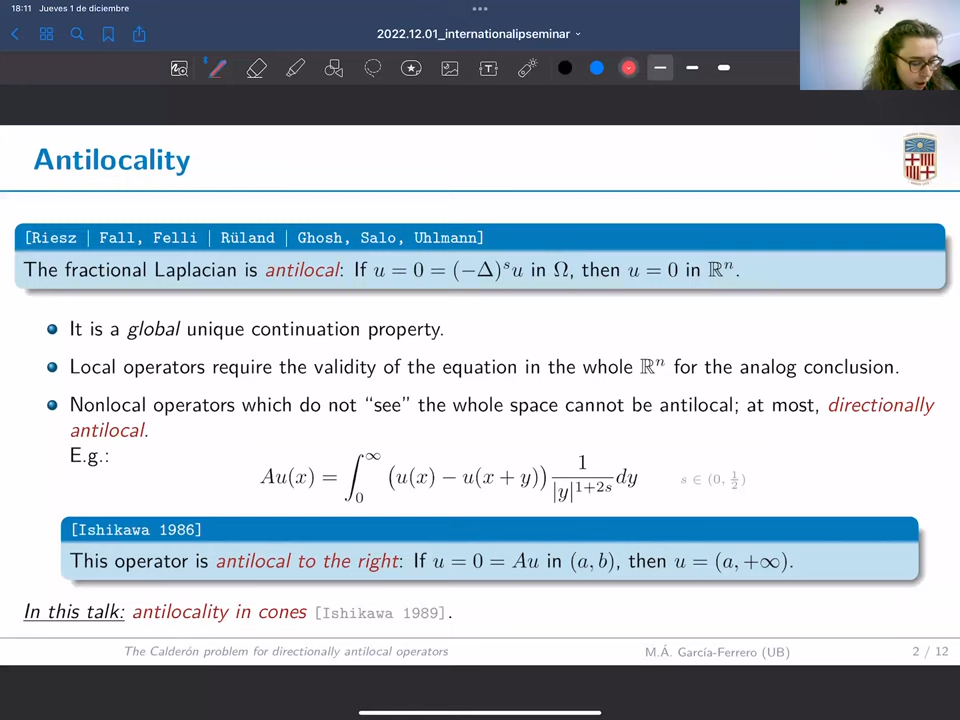 18:11 Jueves 1 de diciembre
2022.12.01_internationalipseminar
Antilocality
[Riesz | Fall, Felli | Rüland | Ghosh, Salo, Uhlmann]
The fractional Laplacian is antilocal: If u = 0 = (−Δ)ˢu in Ω, then u = 0 in ℝⁿ.
It is a global unique continuation property.
Local operators require the validity of the equation in the whole ℝⁿ for the analog conclusion.
Nonlocal operators which do not “see” the whole space cannot be antilocal; at most, directionally
antilocal.
E.g.:
Au(x) = ∫₀^∞ (u(x) − u(x + y)) 1/|y|^{1+2s} dy s ∈ (0, 1/2)
[Ishikawa 1986]
This operator is antilocal to the right: If u = 0 = Au in (a, b), then u = (a, +∞).
In this talk: antilocality in cones [Ishikawa 1989].
The Calderón problem for directionally antilocal operators M.Á. García-Ferrero (UB) 2 / 12